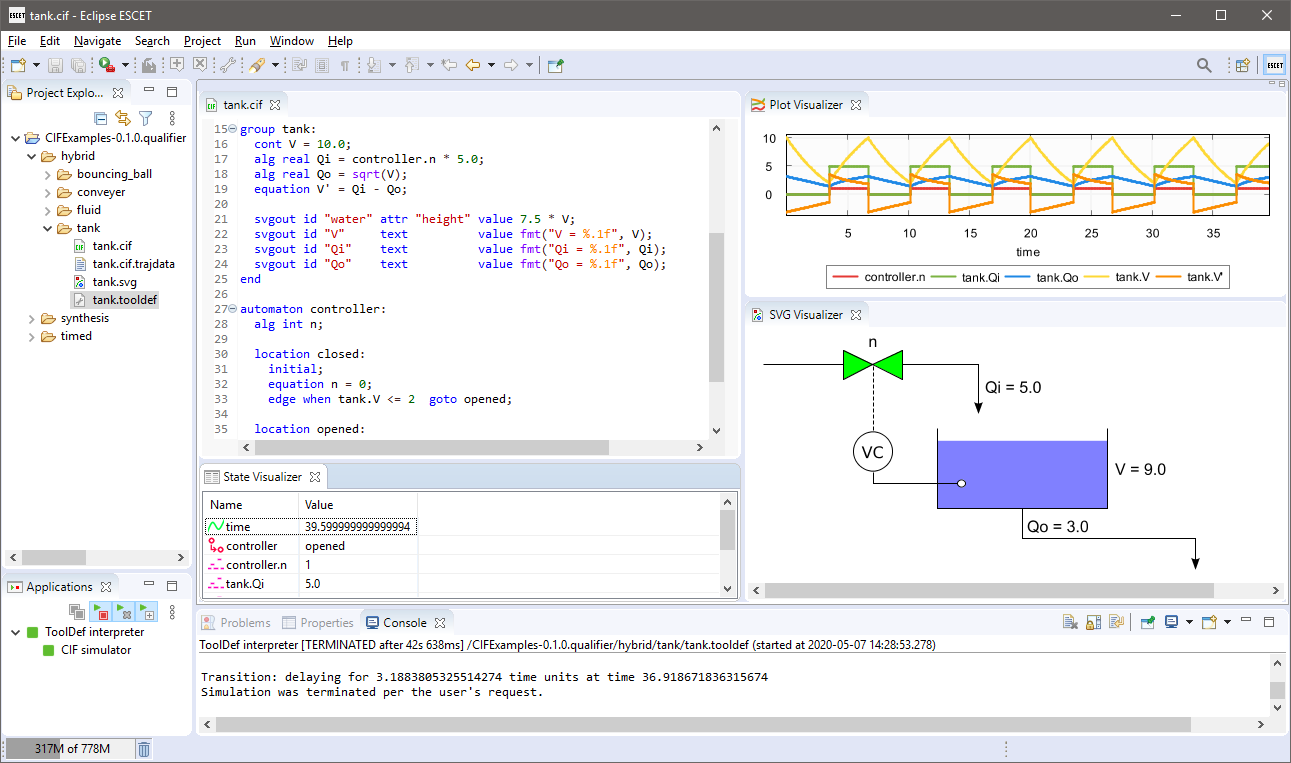 ESCET tank.cif - Eclipse ESCET
File Edit Navigate Search Project Run Window Help
ESCET
Project Explo...
CIFExamples-0.1.0.qualifier
hybrid
bouncing_ball
conveyer
fluid
tank
tank.cif
tank.cif.trajdata
tank.svg
tank.tooldef
synthesis
timed
Applications
ToolDef interpreter
CIF simulator
317M of 778M
CIF tank.cif
15 group tank:
16 cont V = 10.0;
17 alg real Qi = controller.n * 5.0;
18 alg real Qo = sqrt(V);
19 equation V' = Qi - Qo;
20
21 svgout id "water" attr "height" value 7.5 * V;
22 svgout id "V" text value fmt("V = %.1f", V);
23 svgout id "Qi" text value fmt("Qi = %.1f", Qi);
24 svgout id "Qo" text value fmt("Qo = %.1f", Qo);
25 end
26
27 automaton controller:
28 alg int n;
29
30 location closed:
31 initial;
32 equation n = 0;
33 edge when tank.V <= 2 goto opened;
34
35 location opened:
State Visualizer
Name Value
time 39.599999999999994
controller opened
controller.n 1
tank.Qi 5.0
Plot Visualizer
10
5
0
5 10 15 20 25 30 35
time
controller.n tank.Qi tank.Qo tank.V tank.V'
SVG Visualizer
n
Qi = 5.0
VC
V = 9.0
Qo = 3.0
Problems Properties Console
ToolDef interpreter [TERMINATED after 42s 638ms] /CIFExamples-0.1.0.qualifier/hybrid/tank/tank.tooldef (started at 2020-05-07 14:28:53.278)
Transition: delaying for 3.1883805325514274 time units at time 36.918671836315674
Simulation was terminated per the user's request.